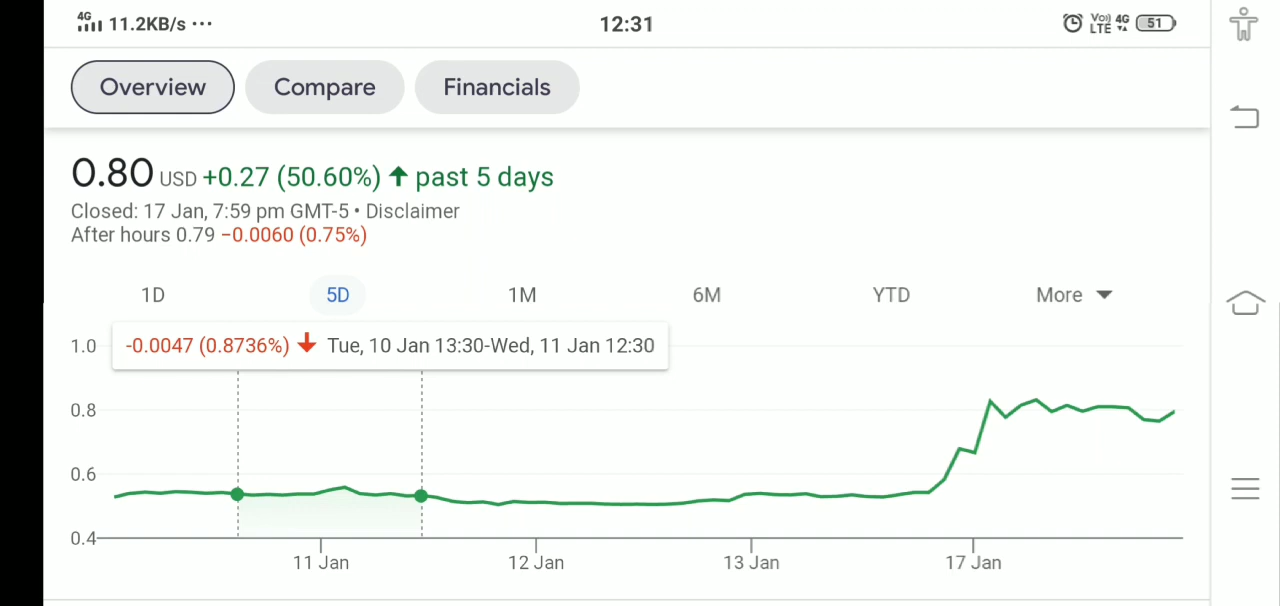 4G 11.2KB/s ... 12:31 Vo)) LTE 4G 51
Overview Compare Financials
0.80 USD +0.27 (50.60%) ↑ past 5 days
Closed: 17 Jan, 7:59 pm GMT-5 • Disclaimer
After hours 0.79 −0.0060 (0.75%)
1D 5D 1M 6M YTD More
-0.0047 (0.8736%) ↓ Tue, 10 Jan 13:30-Wed, 11 Jan 12:30
1.0
0.8
0.6
0.4
11 Jan 12 Jan 13 Jan 17 Jan